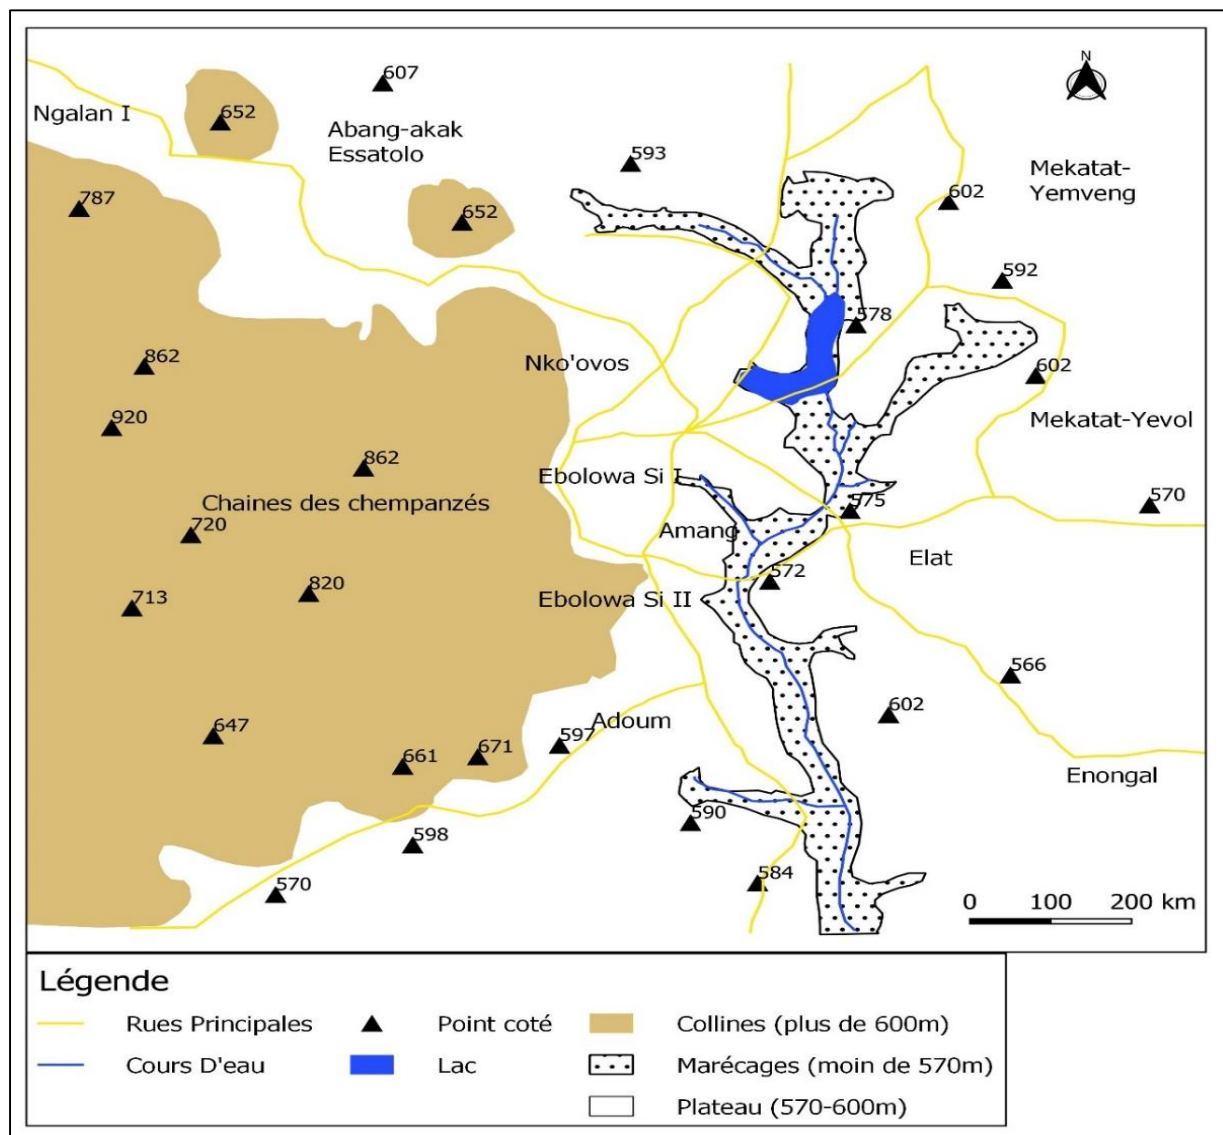 N
607
652
Ngalan I
Abang-akak
Essatolo
593
Mekatat-
Yemveng
787
652
602
592
578
862
Nko'ovos
602
920
Mekatat-Yevol
862
Ebolowa Si I
Chaines des chempanzés
575
570
720
Amang
Elat
572
713
820
Ebolowa Si II
566
602
647
Adoum
597
661
671
Enongal
590
598
584
570
0 100 200 km
Légende
Rues Principales
Point coté
Collines (plus de 600m)
Cours D'eau
Lac
Marécages (moin de 570m)
Plateau (570-600m)